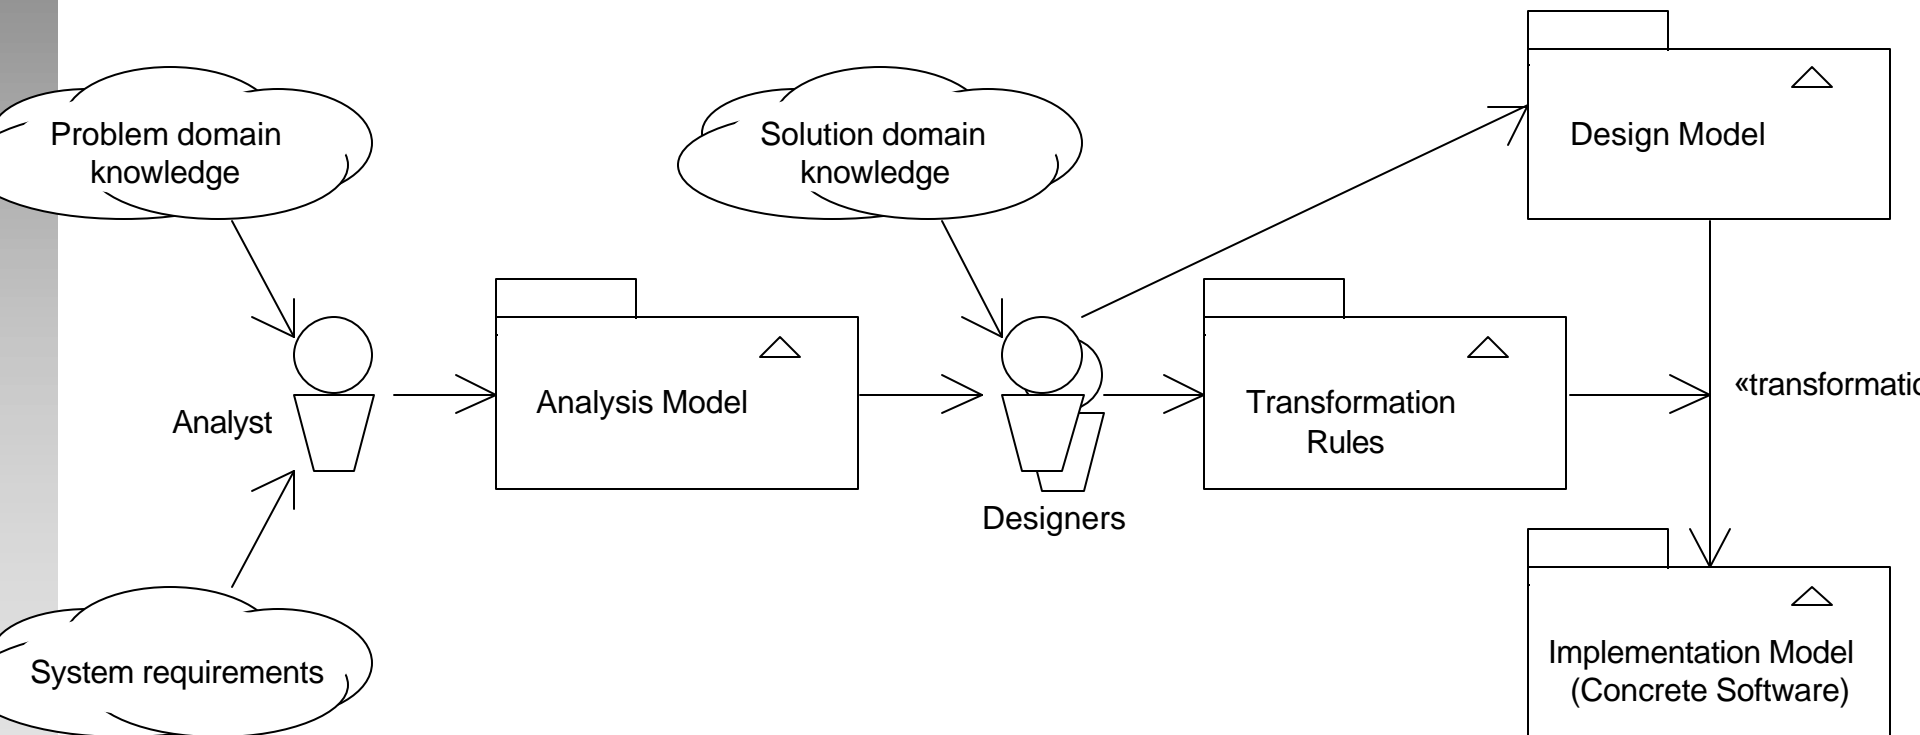 Problem domain
knowledge
Solution domain
knowledge
Design Model
Analyst
Analysis Model
Designers
Transformation
Rules
«transformatio
System requirements
Implementation Model
(Concrete Software)